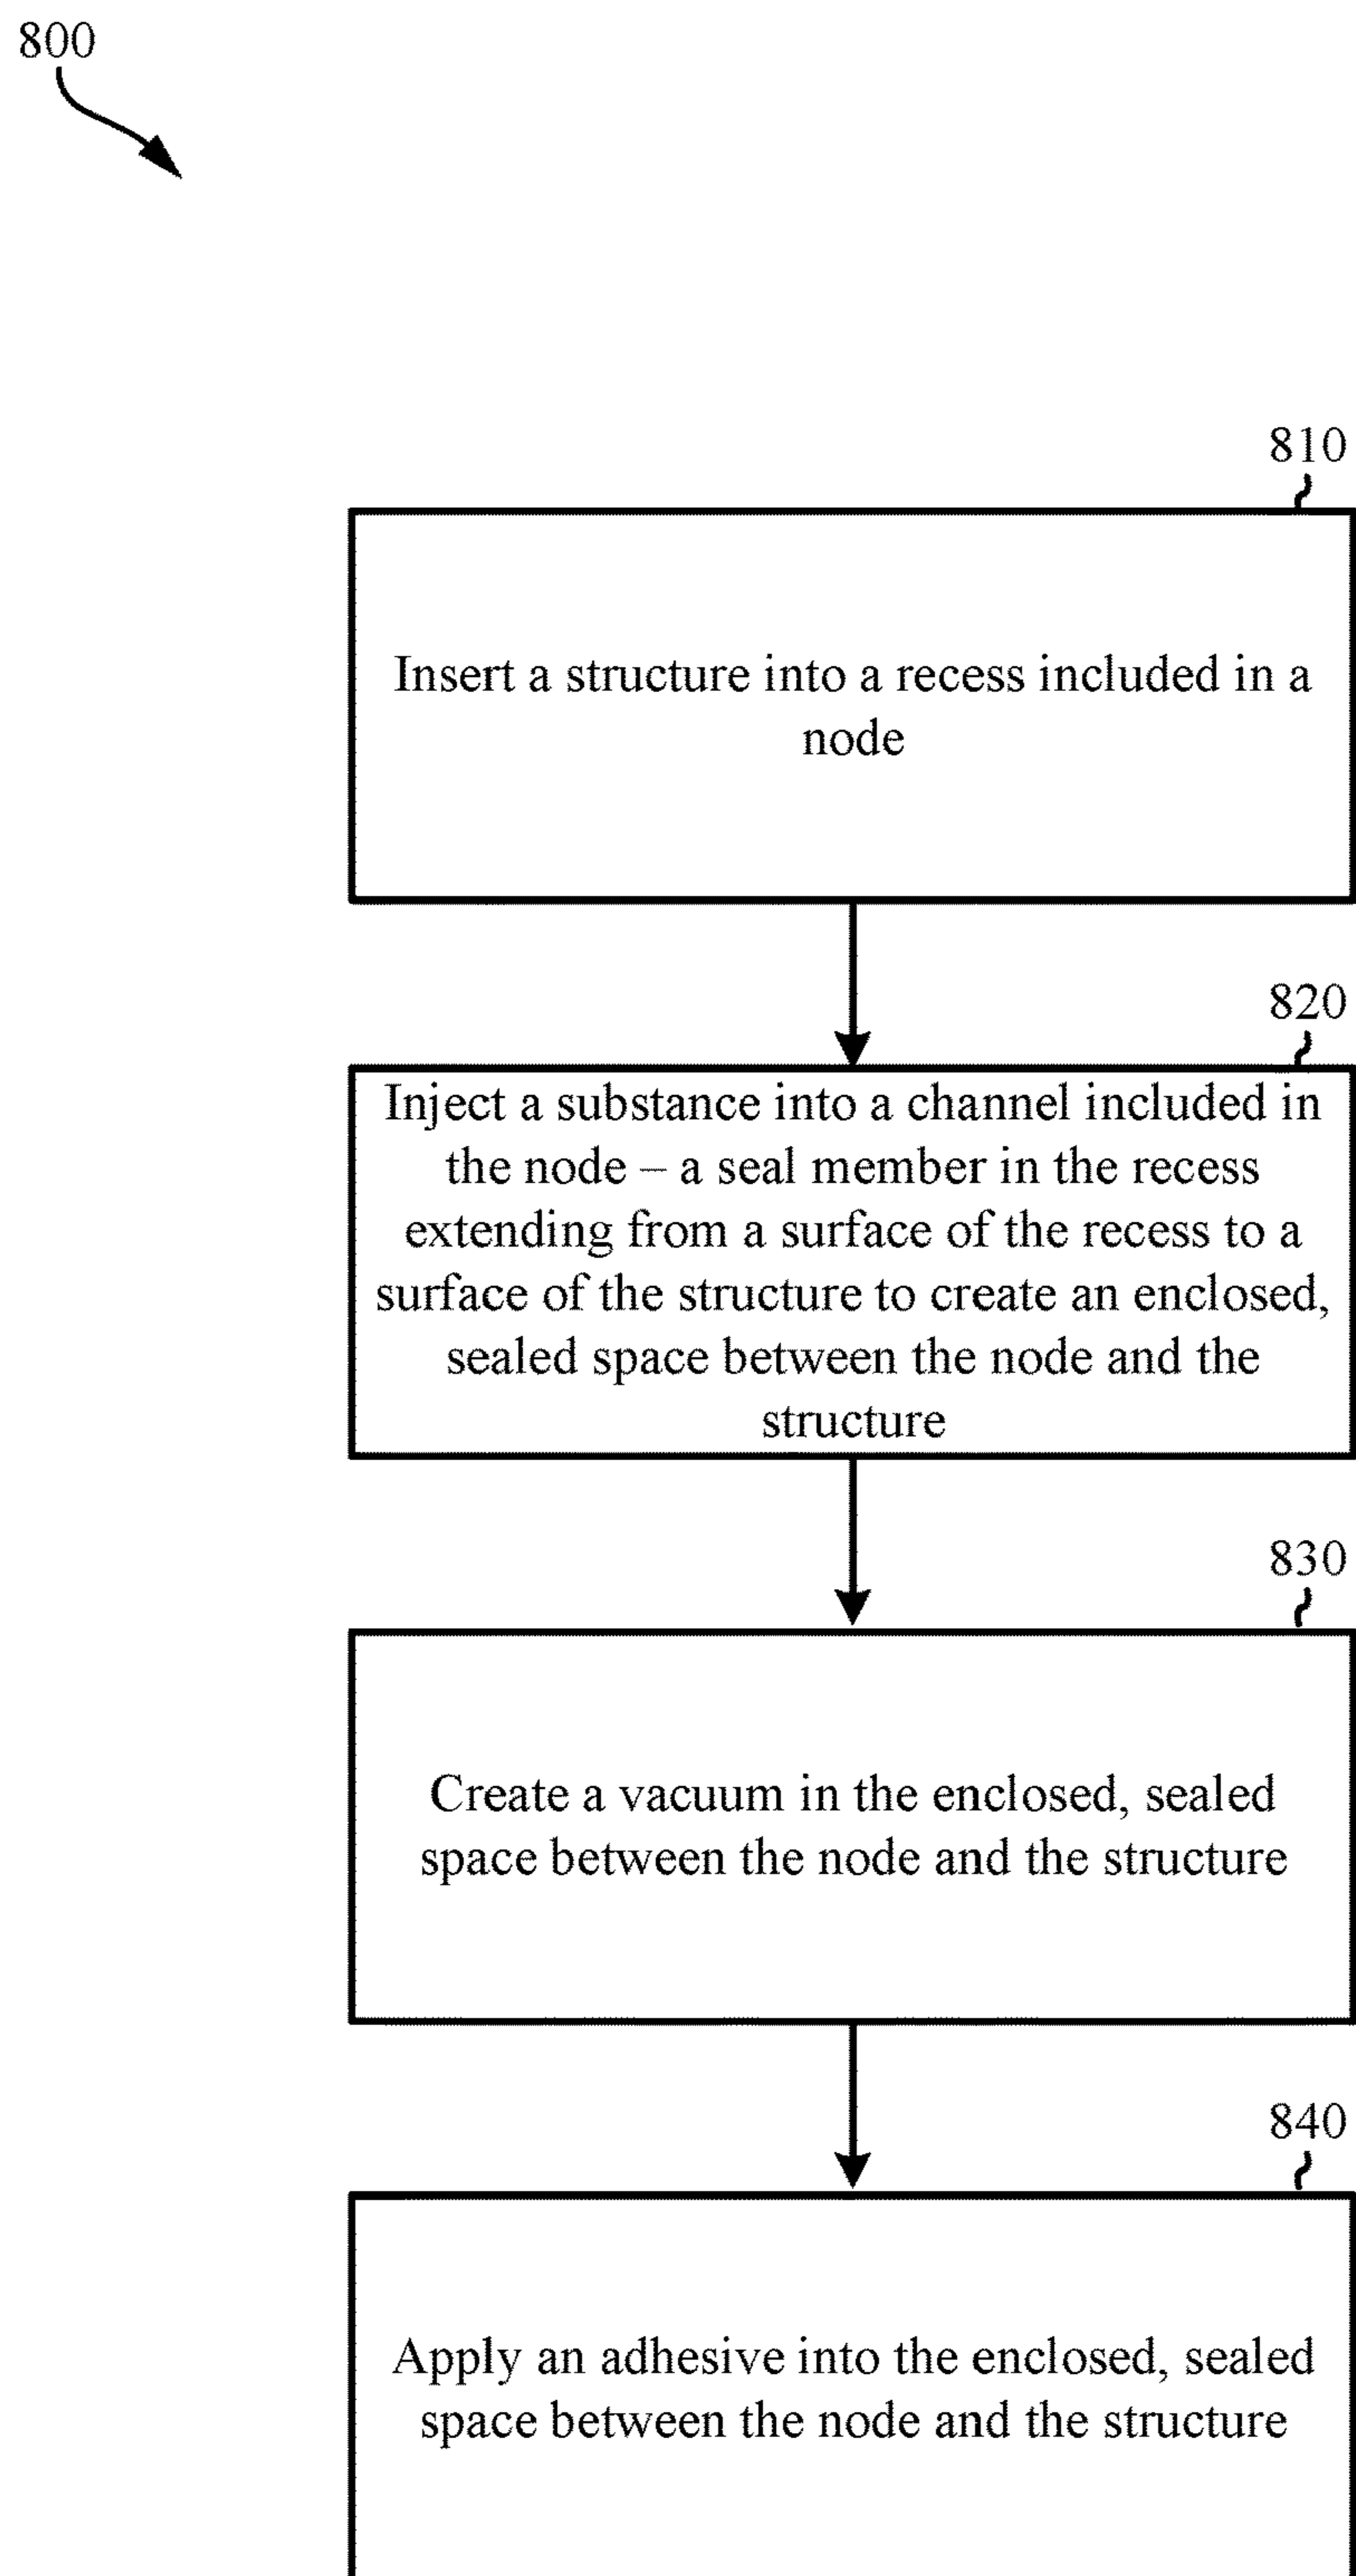 800
810
Insert a structure into a recess included in a
node
820
Inject a substance into a channel included in
the node – a seal member in the recess
extending from a surface of the recess to a
surface of the structure to create an enclosed,
sealed space between the node and the
structure
830
Create a vacuum in the enclosed, sealed
space between the node and the structure
840
Apply an adhesive into the enclosed, sealed
space between the node and the structure